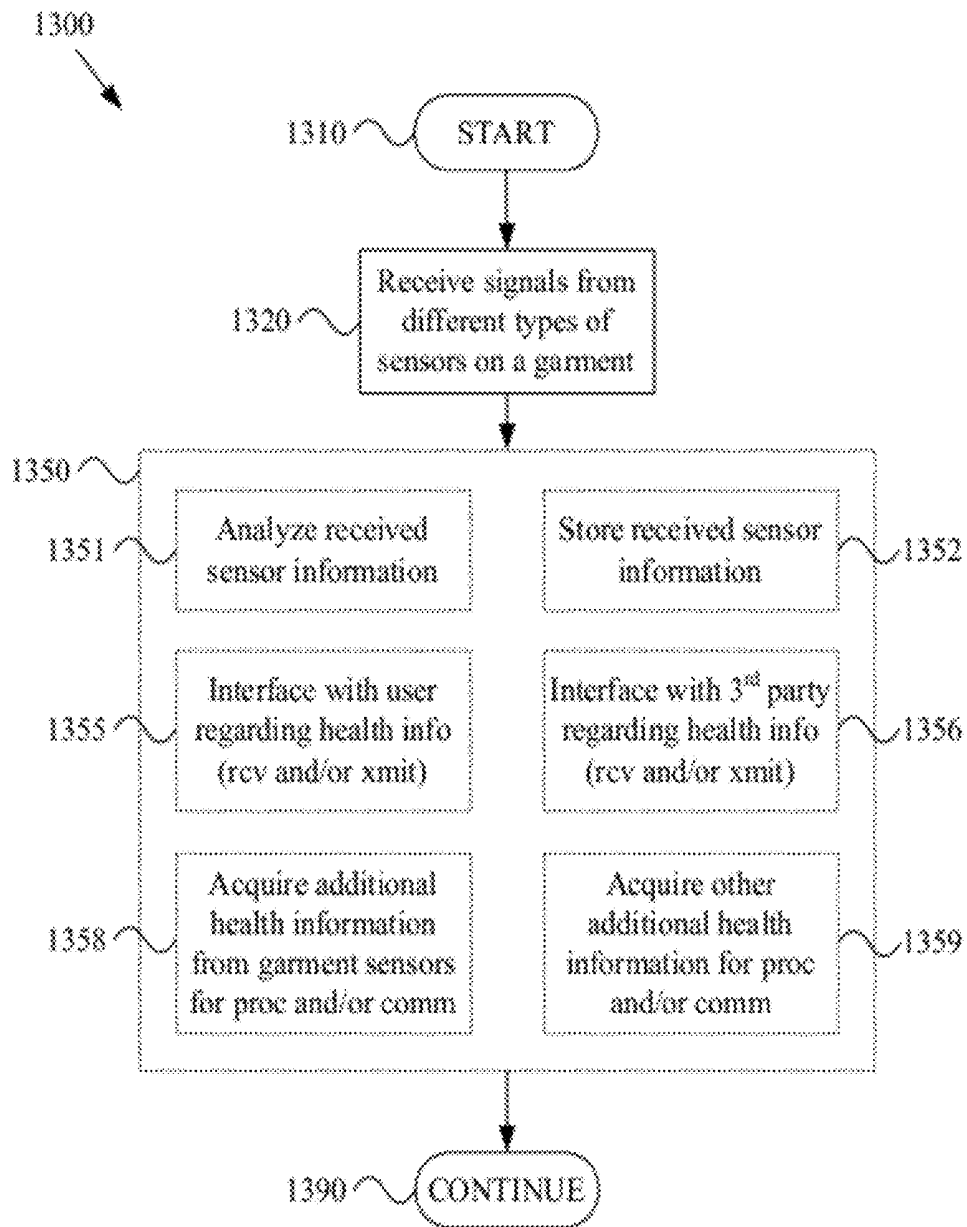 1300
1310
START
1320
Receive signals from
different types of
sensors on a garment
1350
1351
Analyze received
sensor information
Store received sensor
information
1352
1355
Interface with user
regarding health info
(rcv and/or xmit)
Interface with 3rd party
regarding health info
(rcv and/or xmit)
1356
1358
Acquire additional
health information
from garment sensors
for proc and/or comm
Acquire other
additional health
information for proc
and/or comm
1359
1390
CONTINUE